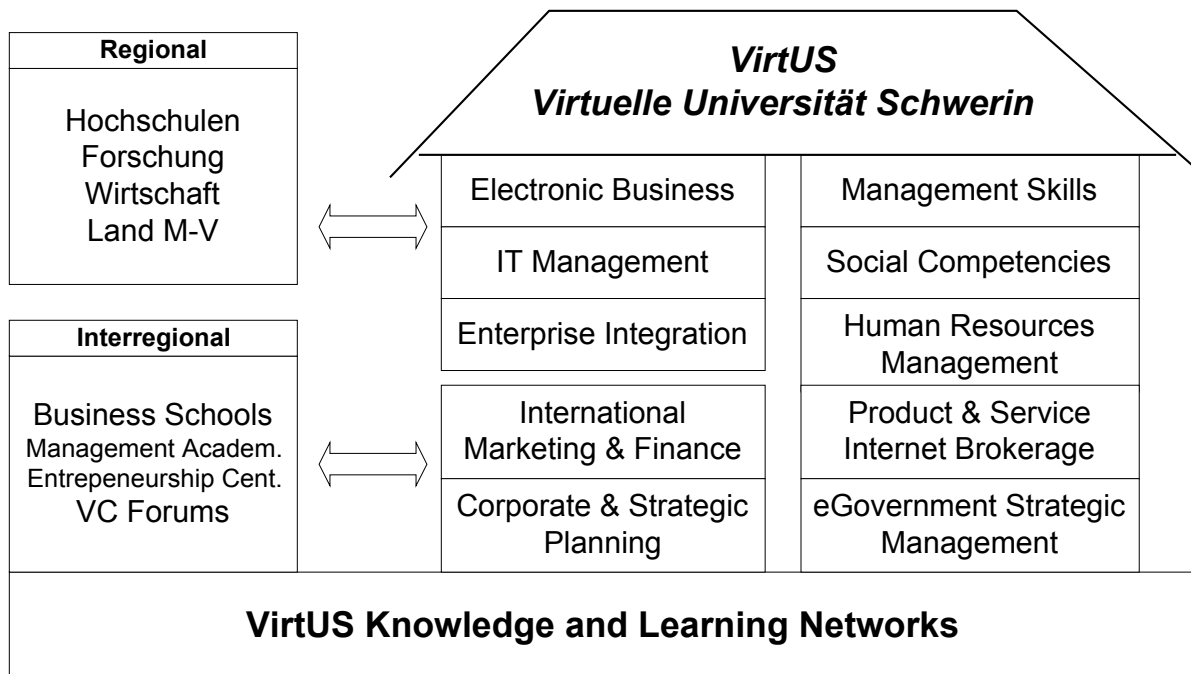 Regional
Hochschulen
Forschung
Wirtschaft
Land M-V
Interregional
Business Schools
Management Academ.
Entrepeneurship Cent.
VC Forums
VirtUS
Virtuelle Universität Schwerin
Electronic Business
IT Management
Enterprise Integration
International
Marketing & Finance
Corporate & Strategic
Planning
Management Skills
Social Competencies
Human Resources
Management
Product & Service
Internet Brokerage
eGovernment Strategic
Management
VirtUS Knowledge and Learning Networks